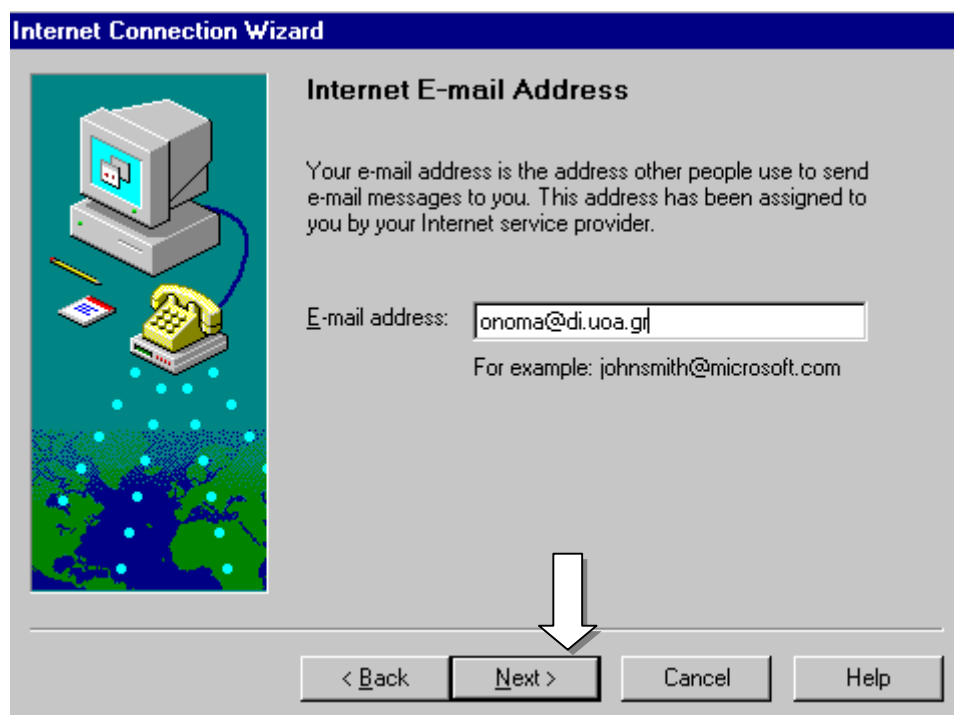 Internet Connection Wizard
Internet E-mail Address
Your e-mail address is the address other people use to send
e-mail messages to you. This address has been assigned to
you by your Internet service provider.
E-mail address: onoma@di.uoa.gr
For example: johnsmith@microsoft.com
< Back Next > Cancel Help